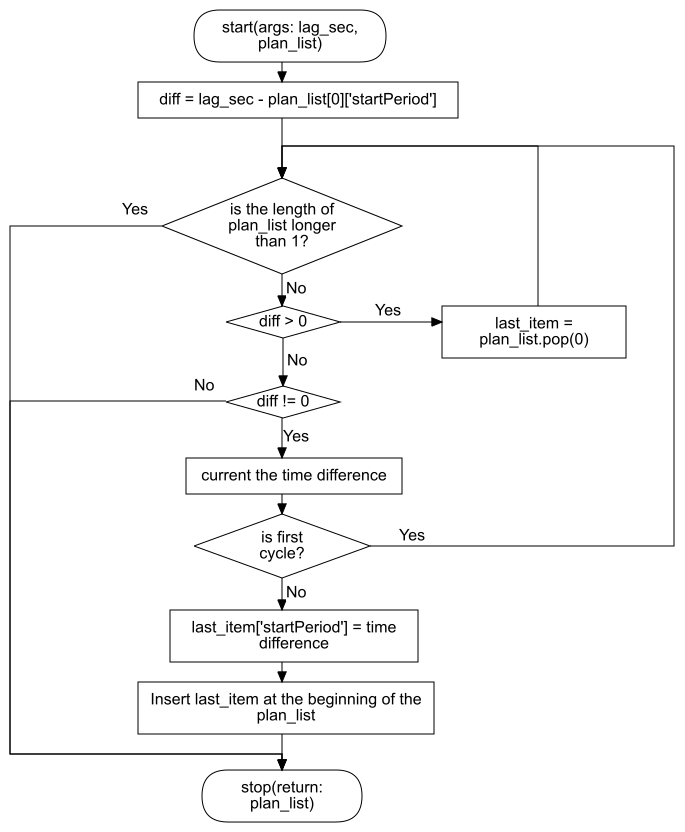 start(args: lag_sec,
plan_list)
diff = lag_sec - plan_list[0]['startPeriod']
Yes
is the length of
plan_list longer
than 1?
No
diff > 0
Yes
last_item =
plan_list.pop(0)
No
No
diff != 0
Yes
current the time difference
is first
cycle?
Yes
No
last_item['startPeriod'] = time
difference
Insert last_item at the beginning of the
plan_list
stop(return:
plan_list)